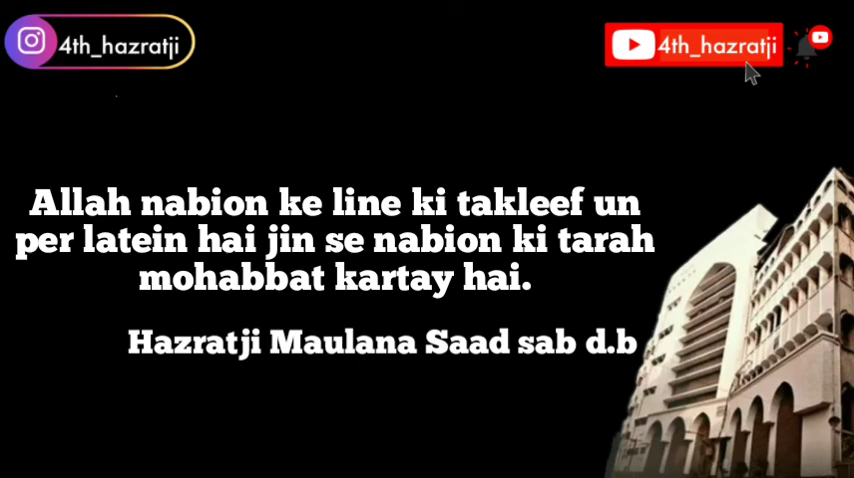 4th_hazratji
4th_hazratji
Allah nabion ke line ki takleef un
per latein hai jin se nabion ki tarah
mohabbat kartay hai.
Hazratji Maulana Saad sab d.b